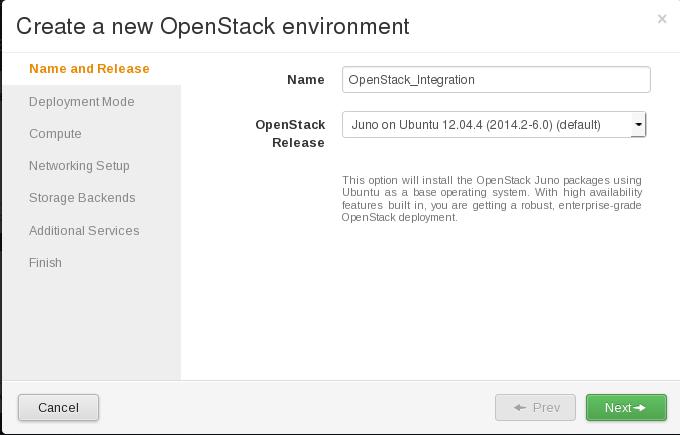 Create a new OpenStack environment
×
Name and Release
Deployment Mode
Compute
Networking Setup
Storage Backends
Additional Services
Finish
Name
OpenStack_Integration
OpenStack
Release
Juno on Ubuntu 12.04.4 (2014.2-6.0) (default)
This option will install the OpenStack Juno packages using
Ubuntu as a base operating system. With high availability
features built in, you are getting a robust, enterprise-grade
OpenStack deployment.
Cancel
Prev
Next